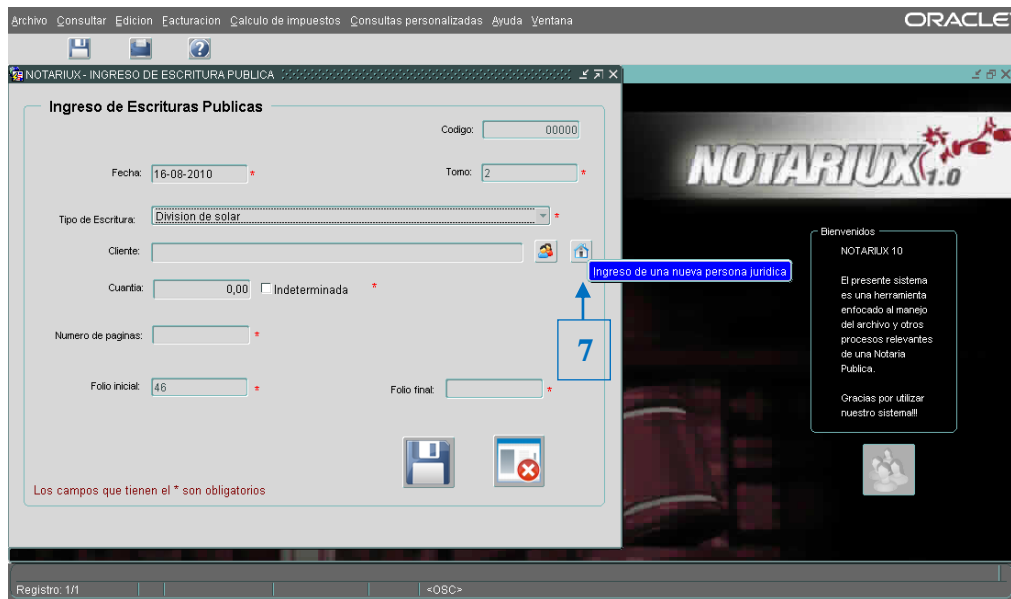 Archivo Consultar Edicion Facturacion Calculo de impuestos Consultas personalizadas Ayuda Ventana
ORACLE
NOTARIUX - INGRESO DE ESCRITURA PUBLICA
Ingreso de Escrituras Publicas
Codigo: 00000
Fecha: 16-08-2010 *
Tomo: 2 *
Tipo de Escritura: Division de solar *
Cliente:
Ingreso de una nueva persona juridica
Cuantia: 0,00 Indeterminada *
7
Numero de paginas: *
Folio inicial: 46 *
Folio final: *
Los campos que tienen el * son obligatorios
NOTARIUX 1.0
Bienvenidos
NOTARIUX 10
El presente sistema
es una herramienta
enfocado al manejo
del archivo y otros
procesos relevantes
de una Notaria
Publica.
Gracias por utilizar
nuestro sistema!!!
Registro: 1/1
<OSC>